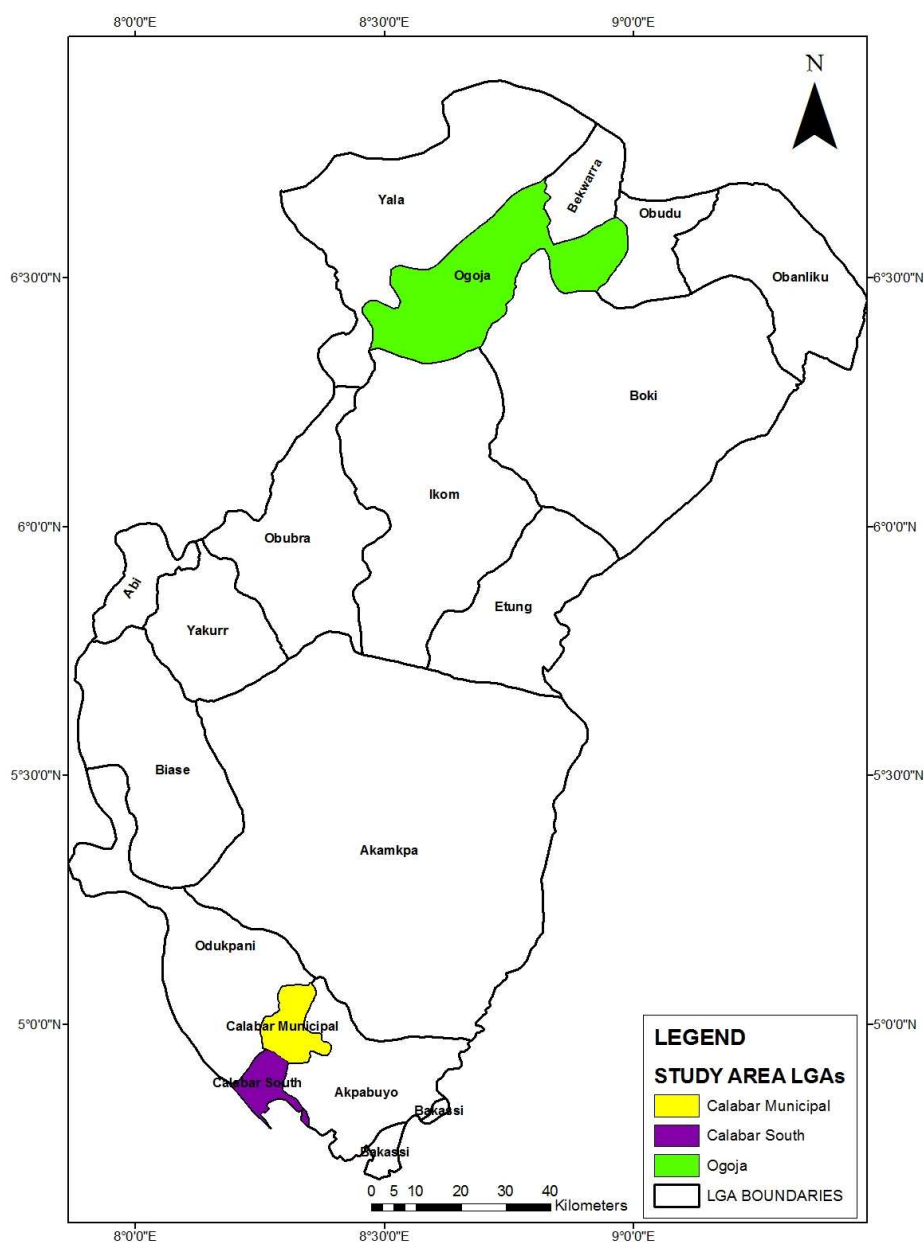 8°0'0"E 8°30'0"E 9°0'0"E
N
Yala
Bekwarra
Obudu
Ogoja
Obanliku
6°30'0"N 6°30'0"N
Boki
Ikom
6°0'0"N 6°0'0"N
Obubra
Abi
Etung
Yakurr
Biase
5°30'0"N 5°30'0"N
Akamkpa
Odukpani
5°0'0"N 5°0'0"N
Calabar Municipal
Calabar South
Akpabuyo
Bakassi
Bakassi
LEGEND
STUDY AREA LGAs
Calabar Municipal
Calabar South
Ogoja
LGA BOUNDARIES
0 5 10 20 30 40
Kilometers
8°0'0"E 8°30'0"E 9°0'0"E